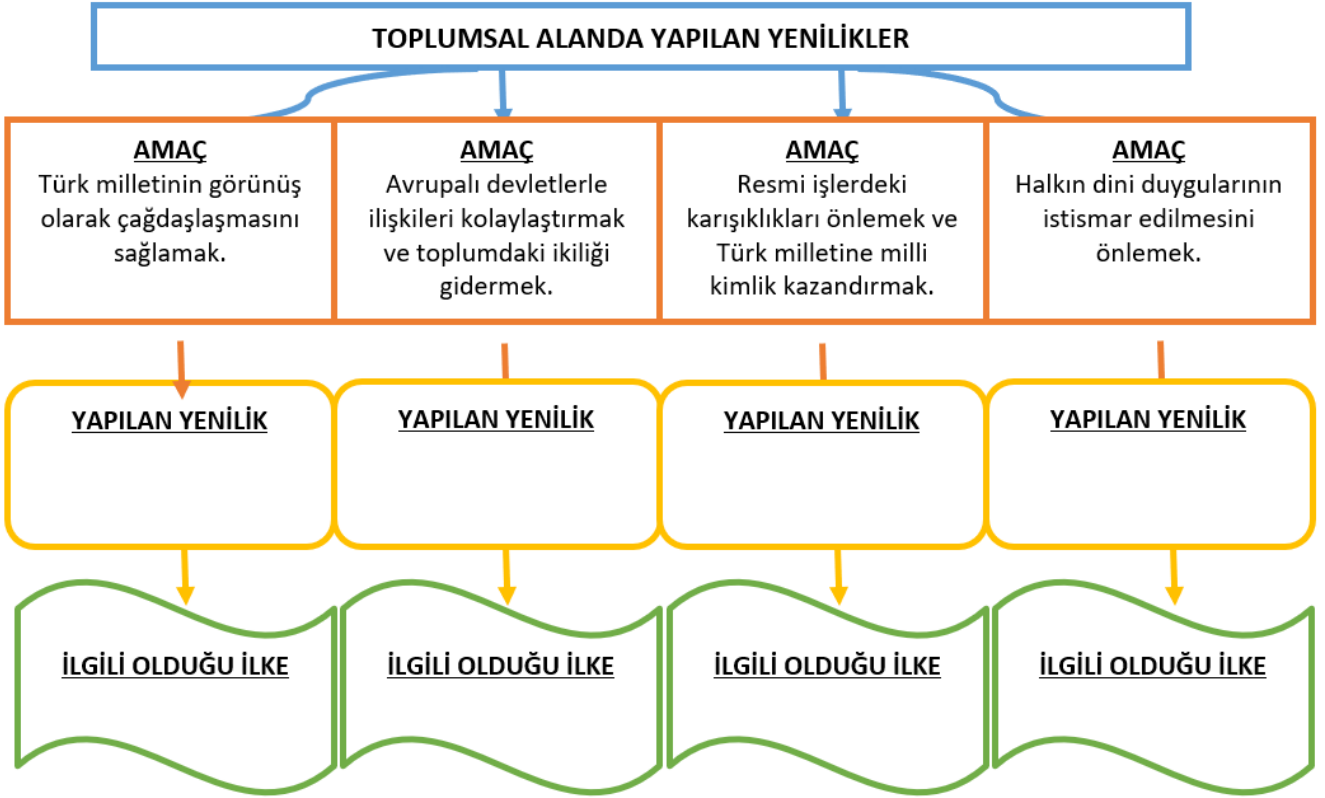 TOPLUMSAL ALANDA YAPILAN YENİLİKLER
AMAÇ
Türk milletinin görünüş
olarak çağdaşlaşmasını
sağlamak.
AMAÇ
Avrupalı devletlerle
ilişkileri kolaylaştırmak
ve toplumdaki ikiliği
gidermek.
AMAÇ
Resmi işlerdeki
karışıklıkları önlemek ve
Türk milletine milli
kimlik kazandırmak.
AMAÇ
Halkın dini duygularının
istismar edilmesini
önlemek.
YAPILAN YENİLİK
YAPILAN YENİLİK
YAPILAN YENİLİK
YAPILAN YENİLİK
İLGİLİ OLDUĞU İLKE
İLGİLİ OLDUĞU İLKE
İLGİLİ OLDUĞU İLKE
İLGİLİ OLDUĞU İLKE